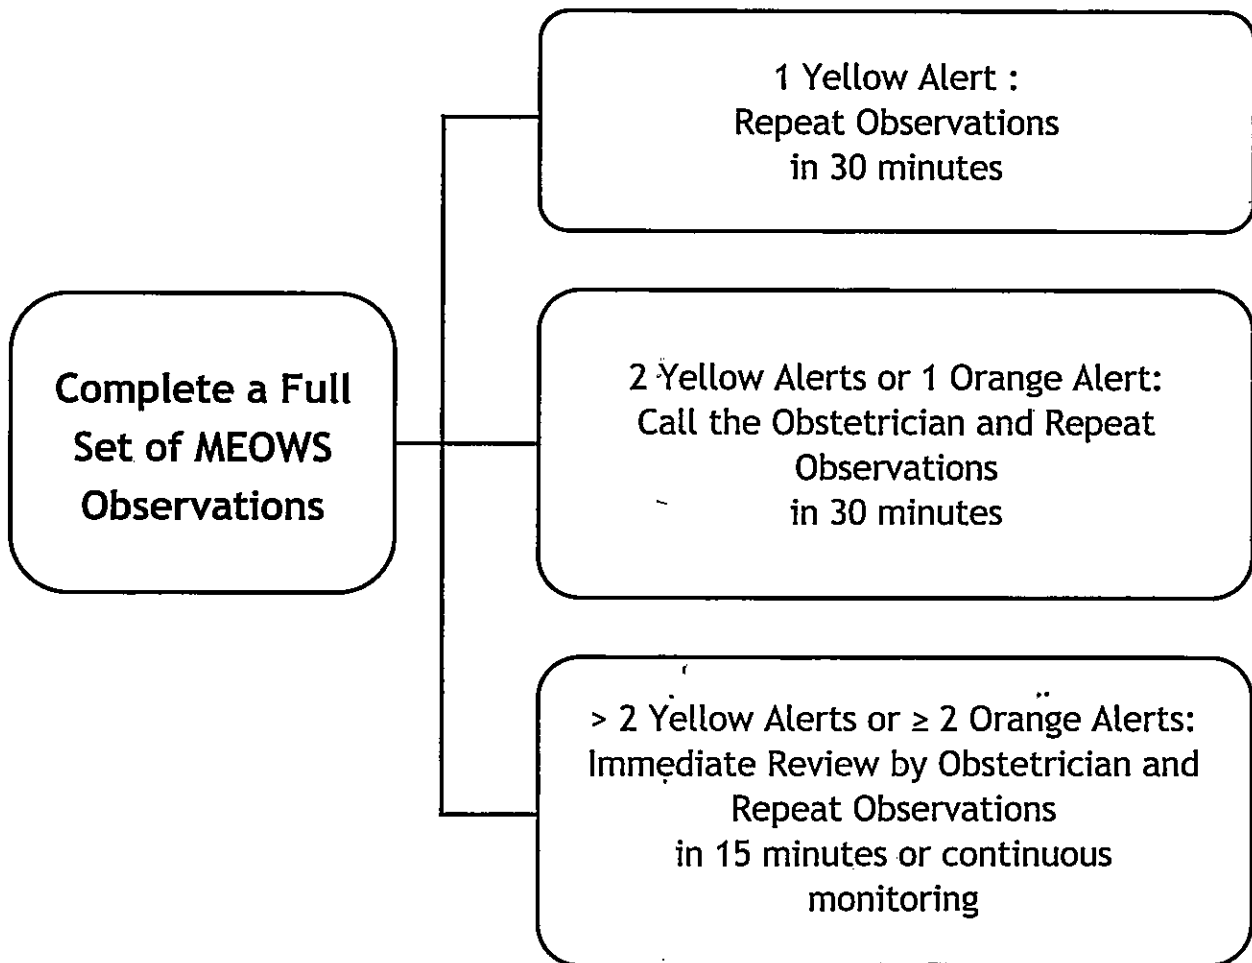 Complete a Full
Set of MEOWS
Observations
1 Yellow Alert :
Repeat Observations
in 30 minutes
2 Yellow Alerts or 1 Orange Alert:
Call the Obstetrician and Repeat
Observations
in 30 minutes
> 2 Yellow Alerts or ≥ 2 Orange Alerts:
Immediate Review by Obstetrician and
Repeat Observations
in 15 minutes or continuous
monitoring